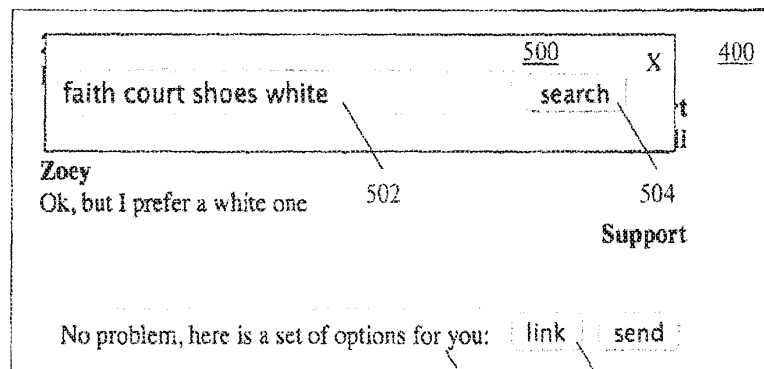 500 X 400
faith court shoes white search
t
li
Zoey
Ok, but I prefer a white one 502 504
Support
No problem, here is a set of options for you: link send